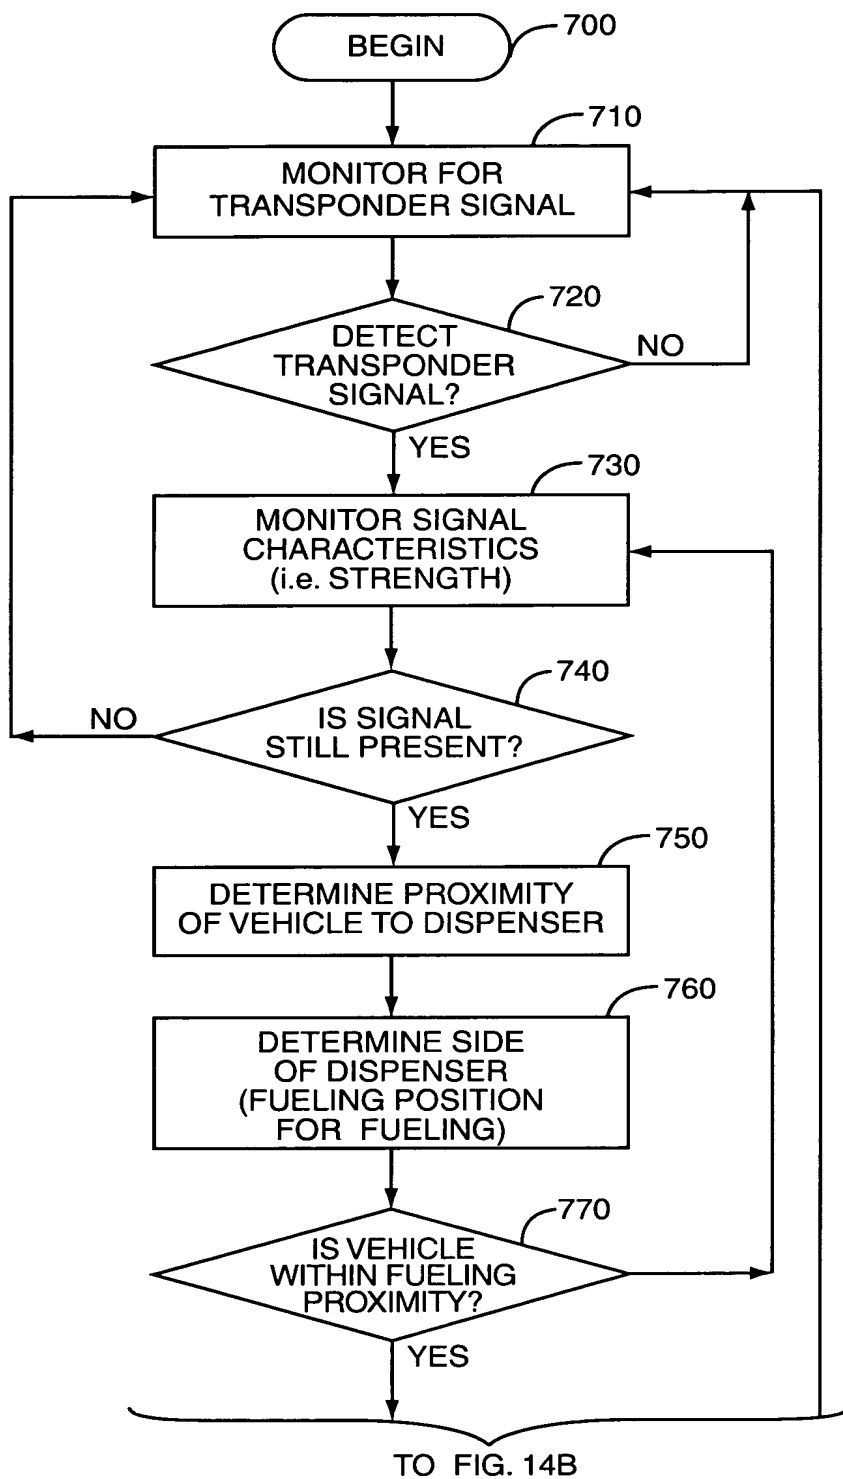 BEGIN
700
710
MONITOR FOR
TRANSPONDER SIGNAL
720
DETECT
TRANSPONDER
SIGNAL?
NO
YES
730
MONITOR SIGNAL
CHARACTERISTICS
(i.e. STRENGTH)
740
IS SIGNAL
STILL PRESENT?
NO
YES
750
DETERMINE PROXIMITY
OF VEHICLE TO DISPENSER
760
DETERMINE SIDE
OF DISPENSER
(FUELING POSITION
FOR FUELING)
770
IS VEHICLE
WITHIN FUELING
PROXIMITY?
YES
TO FIG. 14B